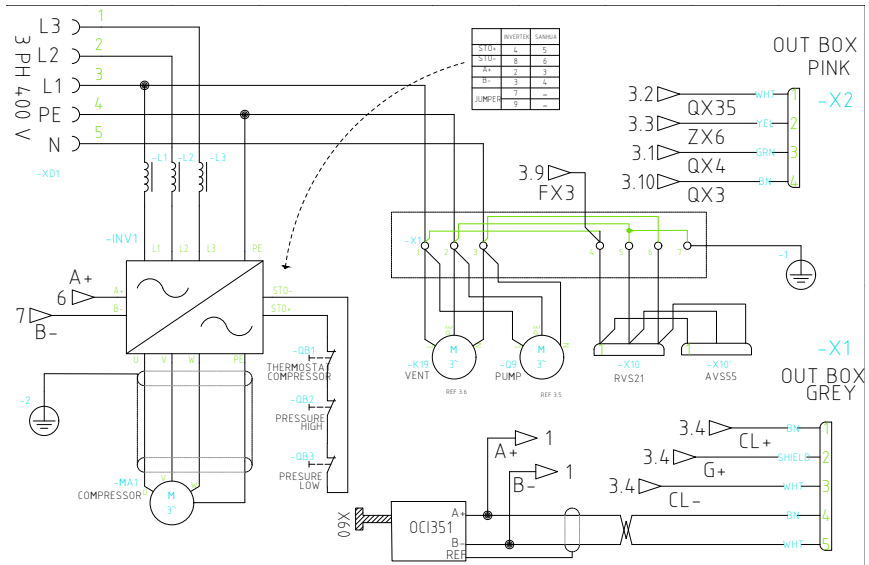 L3 1
L2 2
L1 3
PE 4
N 5
3 PH 400 V
-XD1
-L1
-L2
-L3
INVERTEK SANHUA
STO+ 4 5
STO- 8 6
A+ 2 3
B- 3 4
JUMPER 7 -
9 -
OUT BOX
PINK
-X2
3.2 QX35 WHT 1
3.3 ZX6 YEL 2
3.1 QX4 GRN 3
3.10 QX3 BN 4
3.9
FX3
-INV1
L1 L2 L3 PE
A+
6
A+
7
B-
B-
STO-
STO+
U V W PE
-X1
1 2 3 4 5 6 7
-1
-QB1
THERMOSTAT
COMPRESSOR
-QB2
PRESSURE
HIGH
-QB3
PRESURE
LOW
-2
-MA1
COMPRESSOR
U V W
M
3~
-K19
VENT
M
3~
PE
N
REF 3.6
-Q9
PUMP
M
3~
PE
N
REF 3.5
1
-X10
RVS21
1
-X10'
AVS55
-X1
OUT BOX
GREY
3.4 CL+ BN 1
3.4 G+ SHIELD 2
3.4 CL- WHT 3
BN 4
WHT 5
A+ 1
B- 1
X60
OCI351
A+
B-
REF